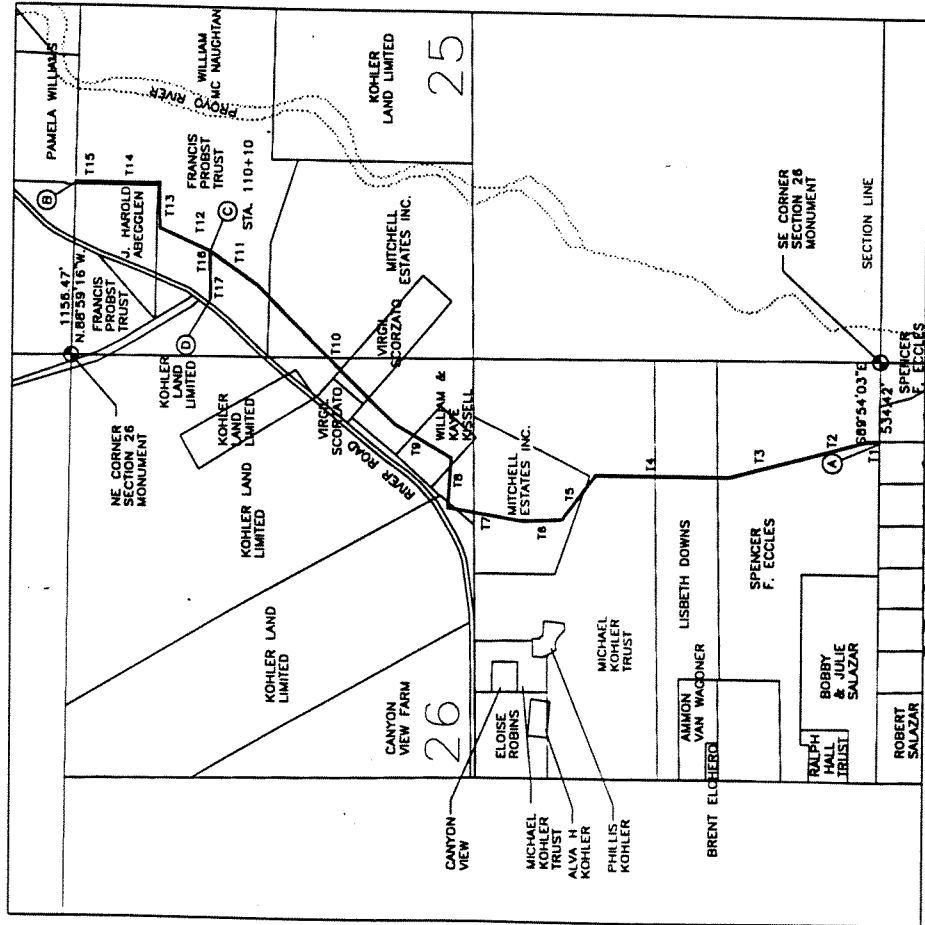 PAMELA WILLIAMS
WILLIAM
MC NAUGHTAN
PROVO RIVER
KOHLER
LAND LIMITED
25
T15
B
T14
J. HAROLD
ABEGGLEN
T13
FRANCIS
PROBST
TRUST
T12
C
STA. 110+10
T16
T11
T17
1156.47'
N.88°59'16"W.
FRANCIS
PROBST
TRUST
D
KOHLER
LAND
LIMITED
NE CORNER
SECTION 26
MONUMENT
MITCHELL
ESTATES INC.
VIRGIL
SCORZATO
T10
KOHLER
LAND
LIMITED
VIRGIL
SCORZATO
WILLIAM &
KAYE
KISSELL
T9
RIVER ROAD
KOHLER LAND
LIMITED
KOHLER LAND
LIMITED
T8
MITCHELL
ESTATES INC.
T7
T6
T5
T4
T3
T2
A
T1
SE CORNER
SECTION 26
MONUMENT
SECTION LINE
S89°54'03"E
534.42'
SPENCER
F. ECCLES
LISBETH DOWNS
SPENCER
F. ECCLES
MICHAEL
KOHLER
TRUST
CANYON
VIEW FARM
26
ELOISE
ROBINS
AMMON
VAN WAGONER
BOBBY
& JULIE
SALAZAR
RALPH
HALL
TRUST
ROBERT
SALAZAR
CANYON
VIEW
MICHAEL
KOHLER
TRUST
ALVA H
KOHLER
PHILLIS
KOHLER
BRENT ELCHERO